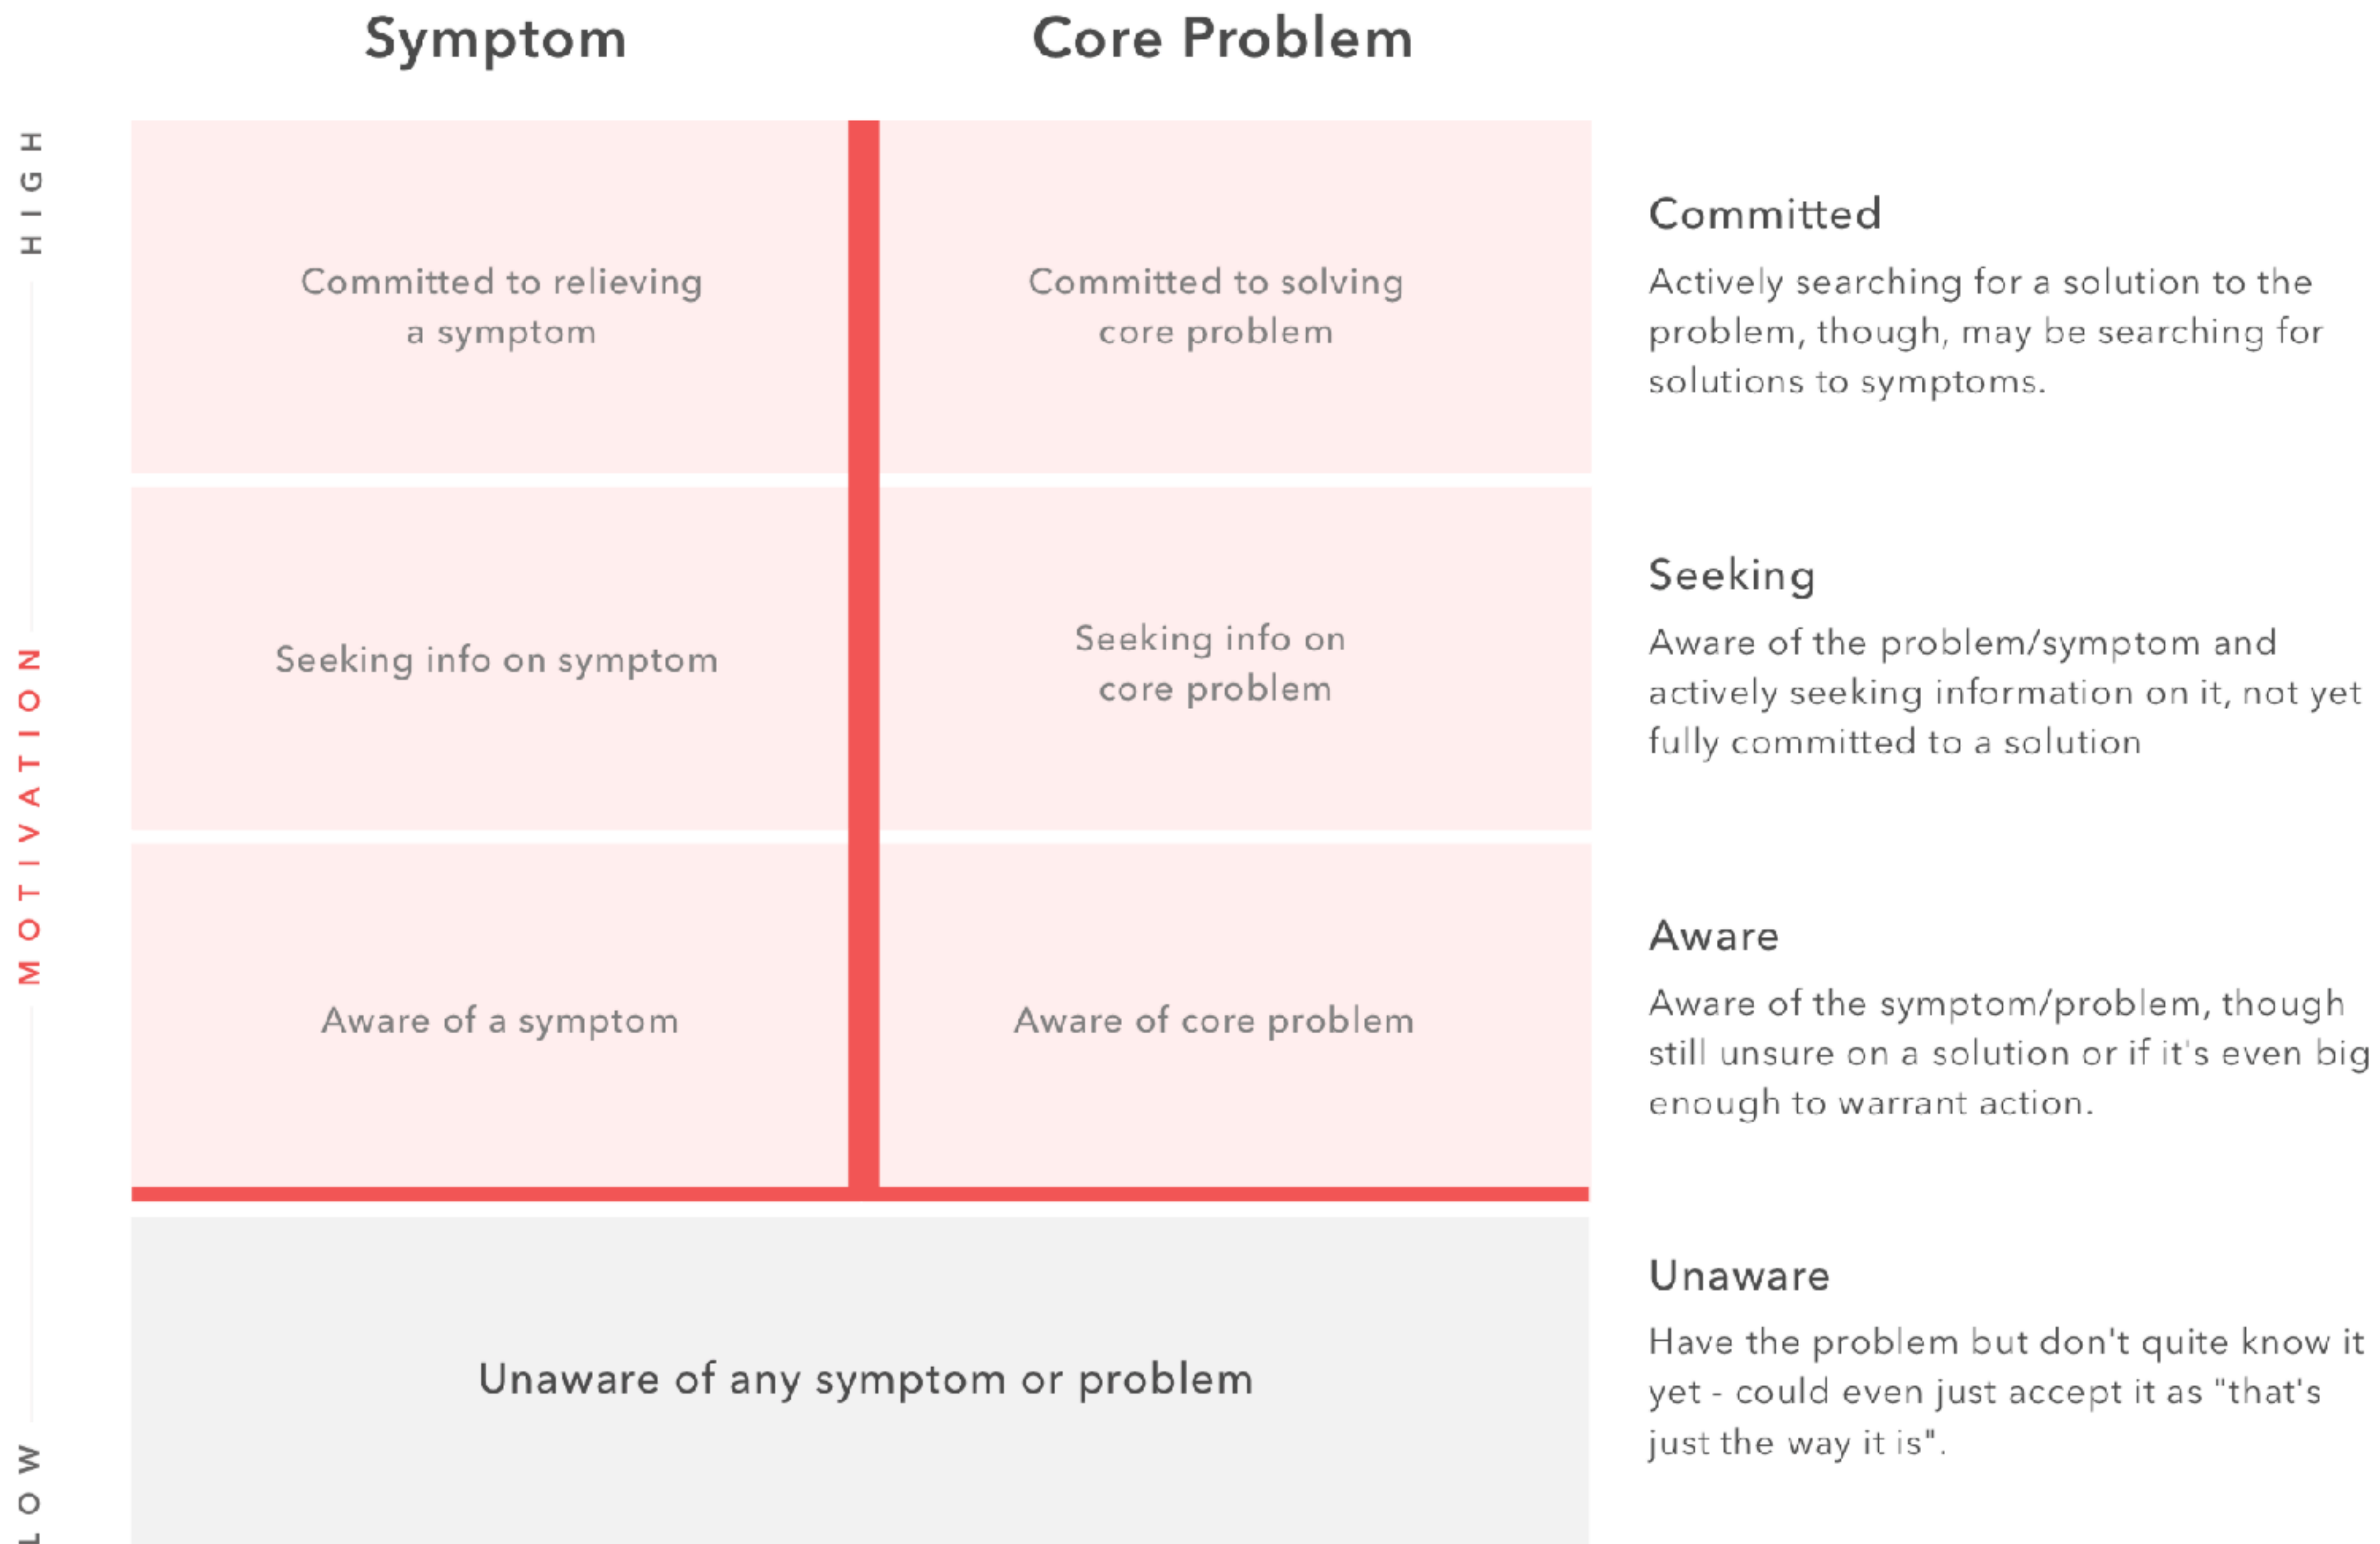 Symptom
Core Problem
HIGH
MOTIVATION
LOW
Committed to relieving
a symptom
Committed to solving
core problem
Committed
Actively searching for a solution to the
problem, though, may be searching for
solutions to symptoms.
Seeking info on symptom
Seeking info on
core problem
Seeking
Aware of the problem/symptom and
actively seeking information on it, not yet
fully committed to a solution
Aware of a symptom
Aware of core problem
Aware
Aware of the symptom/problem, though
still unsure on a solution or if it's even big
enough to warrant action.
Unaware of any symptom or problem
Unaware
Have the problem but don't quite know it
yet - could even just accept it as "that's
just the way it is".